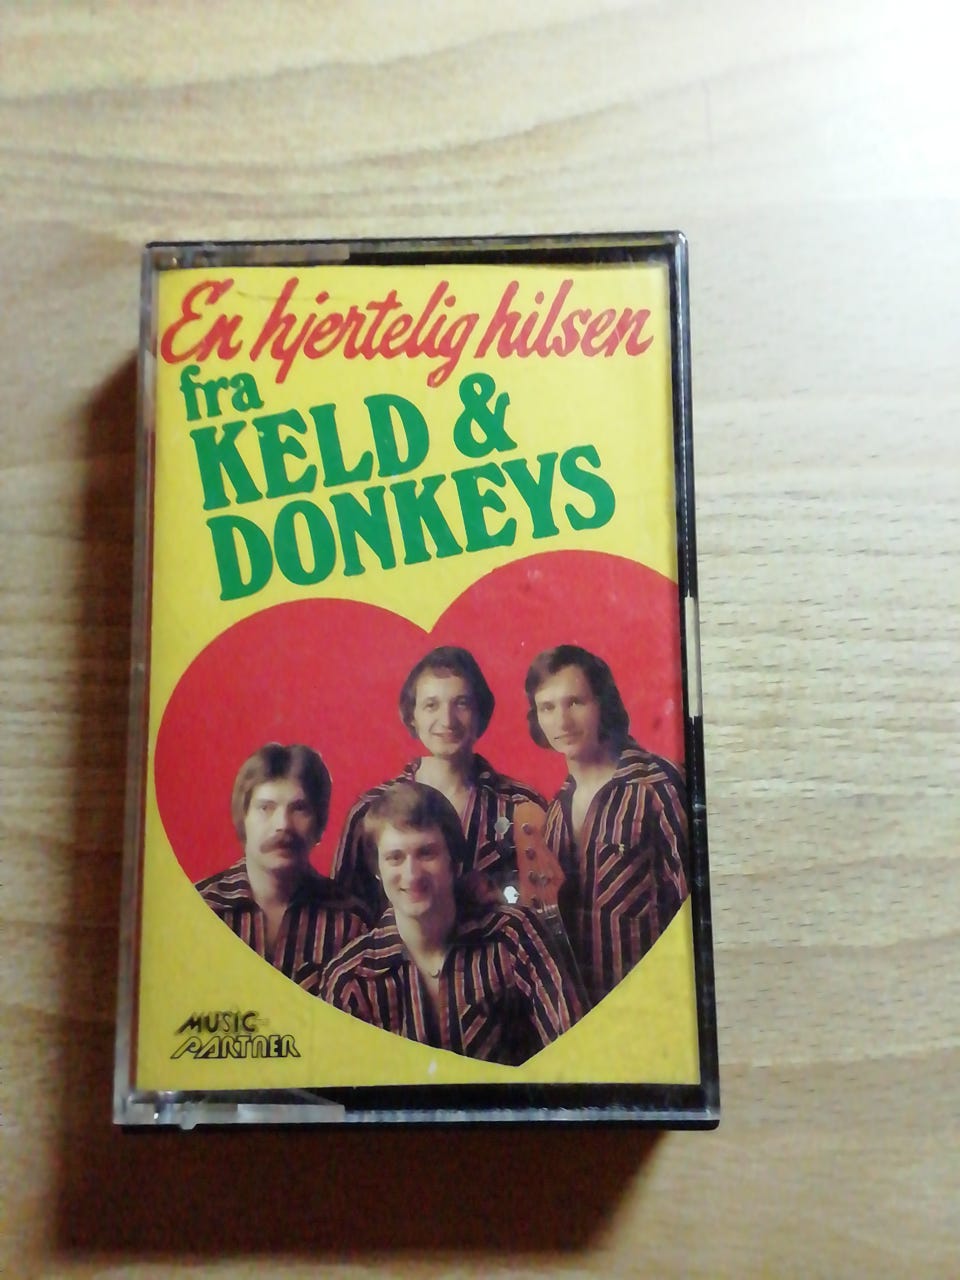 En hjertelig hilsen
fra
KELD &
DONKEYS
MUSIC-
PARTNER